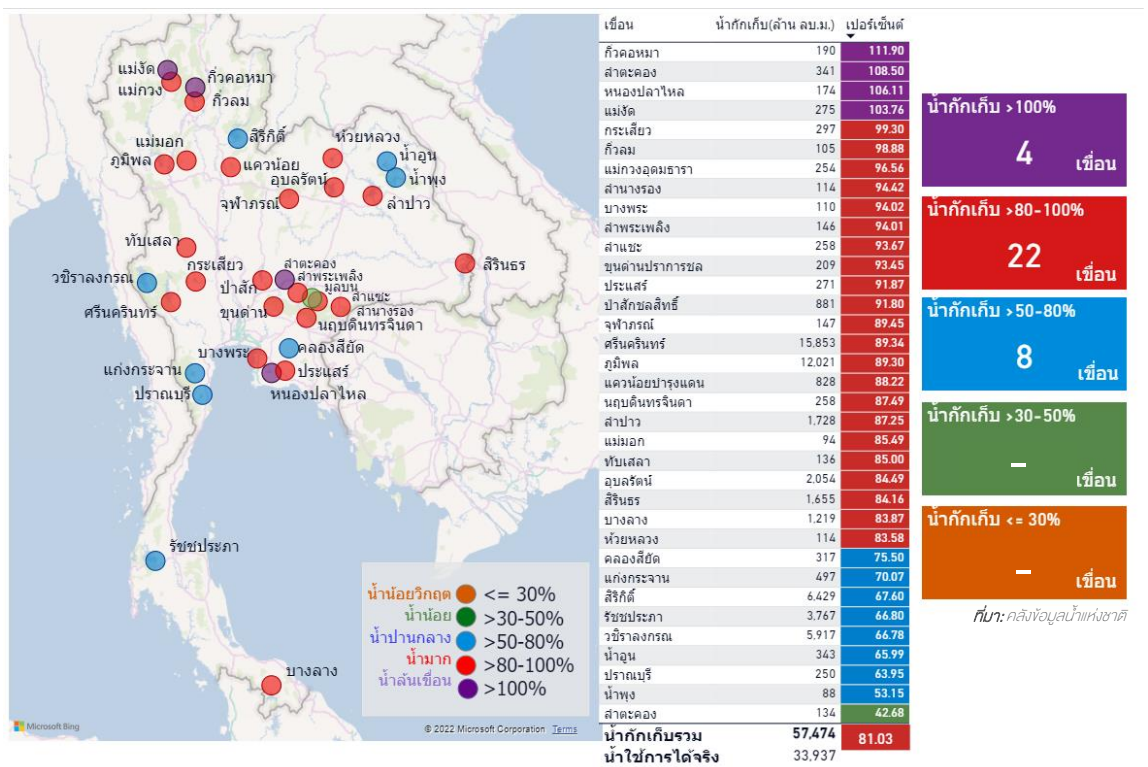 แม่งัด
แม่กวง
กิ่วคอหมา
กิ่วลม
สิริกิติ์
แม่มอก
ภูมิพล
แควน้อย
ห้วยหลวง
น้ำอูน
น้ำพุง
อุบลรัตน์
จุฬาภรณ์
ลำปาว
ทับเสลา
วชิราลงกรณ
กระเสียว
ศรีนครินทร์
ลำตะคอง
ลำพระเพลิง
ป่าสัก
มูลบน
ลำแชะ
ขุนด่าน
ลำนางรอง
นฤบดินทรจินดา
สิรินธร
คลองสียัด
บางพระ
ประแสร์
หนองปลาไหล
แก่งกระจาน
ปราณบุรี
รัชชประภา
บางลาง
น้ำน้อยวิกฤต <= 30%
น้ำน้อย >30-50%
น้ำปานกลาง >50-80%
น้ำมาก >80-100%
น้ำล้นเขื่อน >100%
Microsoft Bing
© 2022 Microsoft Corporation Terms
เขื่อน น้ำกักเก็บ(ล้าน ลบ.ม.) เปอร์เซ็นต์
กิ่วคอหมา 190 111.90
ลำตะคอง 341 108.50
หนองปลาไหล 174 106.11
แม่งัด 275 103.76
กระเสียว 297 99.30
กิ่วลม 105 98.88
แม่กวงอุดมธารา 254 96.56
ลำนางรอง 114 94.42
บางพระ 110 94.02
ลำพระเพลิง 146 94.01
ลำแชะ 258 93.67
ขุนด่านปราการชล 209 93.45
ประแสร์ 271 91.87
ป่าสักชลสิทธิ์ 881 91.80
จุฬาภรณ์ 147 89.45
ศรีนครินทร์ 15,853 89.34
ภูมิพล 12,021 89.30
แควน้อยบำรุงแดน 828 88.22
นฤบดินทรจินดา 258 87.49
ลำปาว 1,728 87.25
แม่มอก 94 85.49
ทับเสลา 136 85.00
อุบลรัตน์ 2,054 84.49
สิรินธร 1,655 84.16
บางลาง 1,219 83.87
ห้วยหลวง 114 83.58
คลองสียัด 317 75.50
แก่งกระจาน 497 70.07
สิริกิติ์ 6,429 67.60
รัชชประภา 3,767 66.80
วชิราลงกรณ 5,917 66.78
น้ำอูน 343 65.99
ปราณบุรี 250 63.95
น้ำพุง 88 53.15
ลำตะคอง 134 42.68
น้ำกักเก็บรวม 57,474 81.03
น้ำใช้การได้จริง 33,937
น้ำกักเก็บ >100%
4
เขื่อน
น้ำกักเก็บ >80-100%
22
เขื่อน
น้ำกักเก็บ >50-80%
8
เขื่อน
น้ำกักเก็บ >30-50%
–
เขื่อน
น้ำกักเก็บ <= 30%
–
เขื่อน
ที่มา: คลังข้อมูลน้ำแห่งชาติ